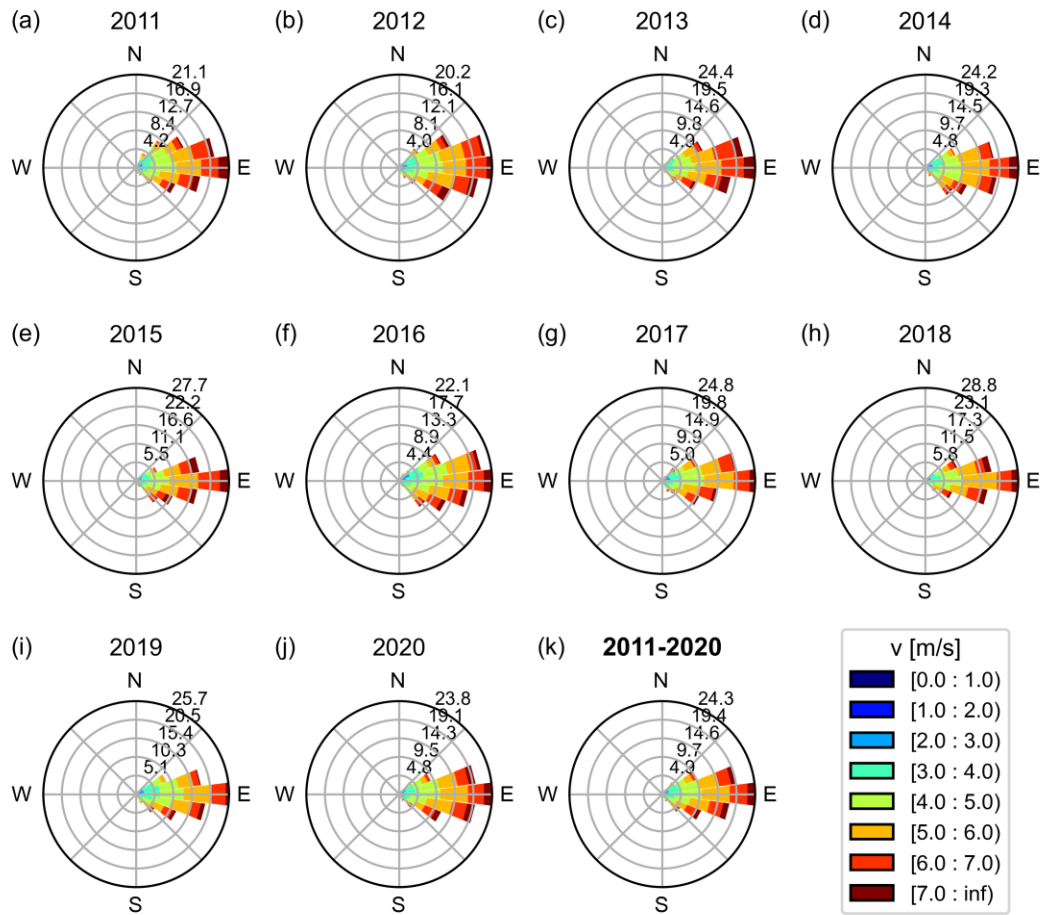 (a) 2011
N
21.1
16.9
12.7
8.4
4.2
W
E
S
(b) 2012
N
20.2
16.1
12.1
8.1
4.0
W
E
S
(c) 2013
N
24.4
19.5
14.6
9.8
4.9
W
E
S
(d) 2014
N
24.2
19.3
14.5
9.7
4.8
W
E
S
(e) 2015
N
27.7
22.2
16.6
11.1
5.5
W
E
S
(f) 2016
N
22.1
17.7
13.3
8.9
4.4
W
E
S
(g) 2017
N
24.8
19.8
14.9
9.9
5.0
W
E
S
(h) 2018
N
28.8
23.1
17.3
11.5
5.8
W
E
S
(i) 2019
N
25.7
20.5
15.4
10.3
5.1
W
E
S
(j) 2020
N
23.8
19.1
14.3
9.5
4.8
W
E
S
(k) 2011-2020
N
24.3
19.4
14.6
9.7
4.9
W
E
S
v [m/s]
[0.0 : 1.0)
[1.0 : 2.0)
[2.0 : 3.0)
[3.0 : 4.0)
[4.0 : 5.0)
[5.0 : 6.0)
[6.0 : 7.0)
[7.0 : inf)